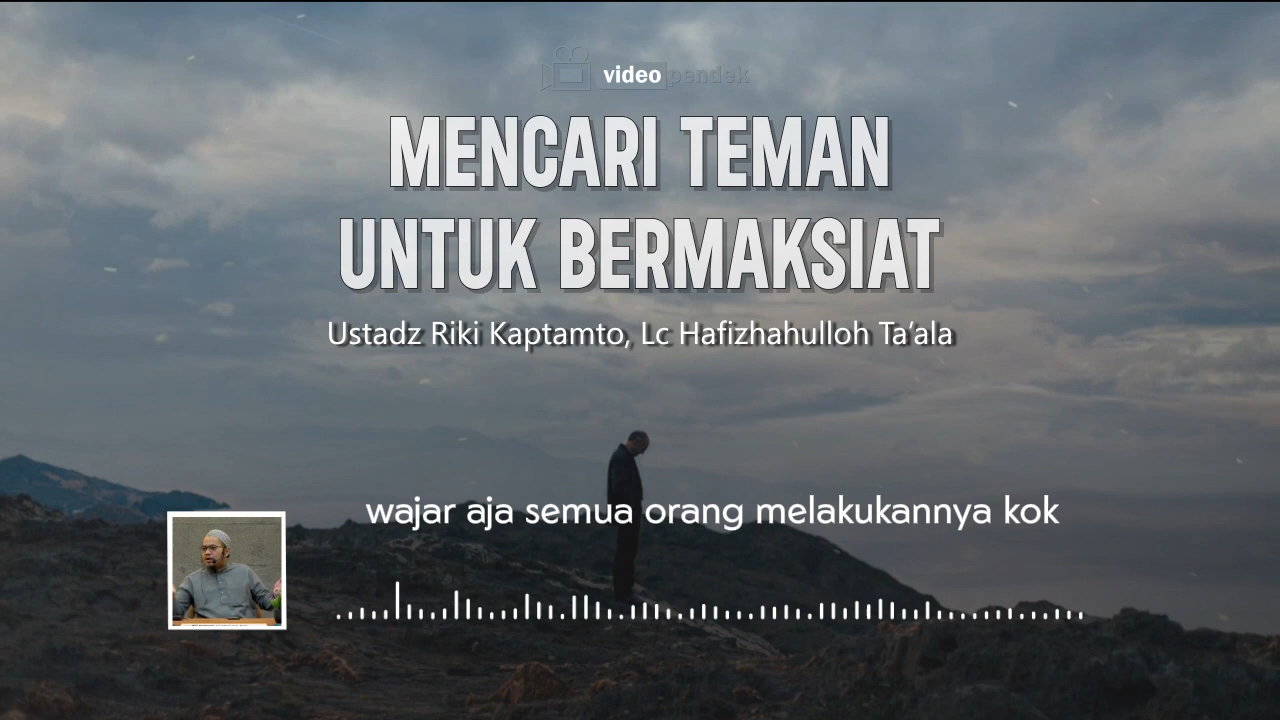 videopendek
MENCARI TEMAN
UNTUK BERMAKSIAT
Ustadz Riki Kaptamto, Lc Hafizhahulloh Ta'ala
wajar aja semua orang melakukannya kok